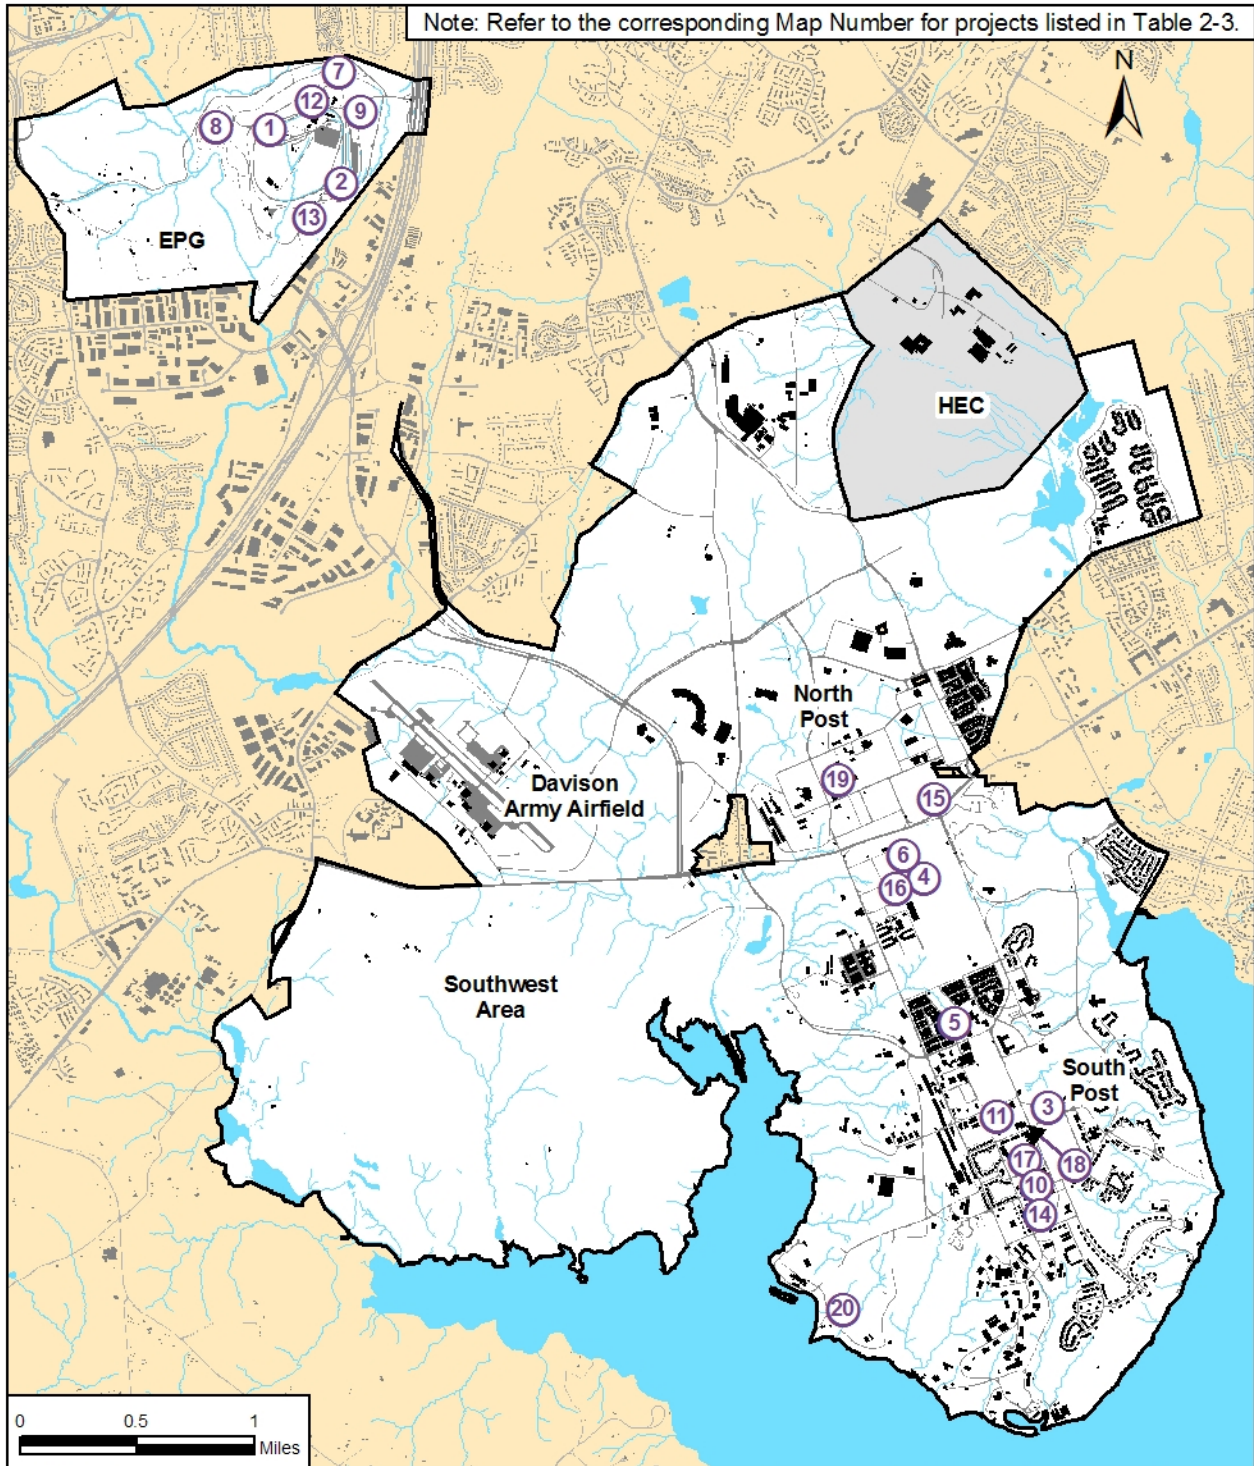 Note: Refer to the corresponding Map Number for projects listed in Table 2-3.
N
7
12
9
8
1
2
13
EPG
HEC
North
Post
19
Davison
Army Airfield
15
6
4
16
Southwest
Area
5
South
Post
3
11
17
18
10
14
20
0 0.5 1
Miles